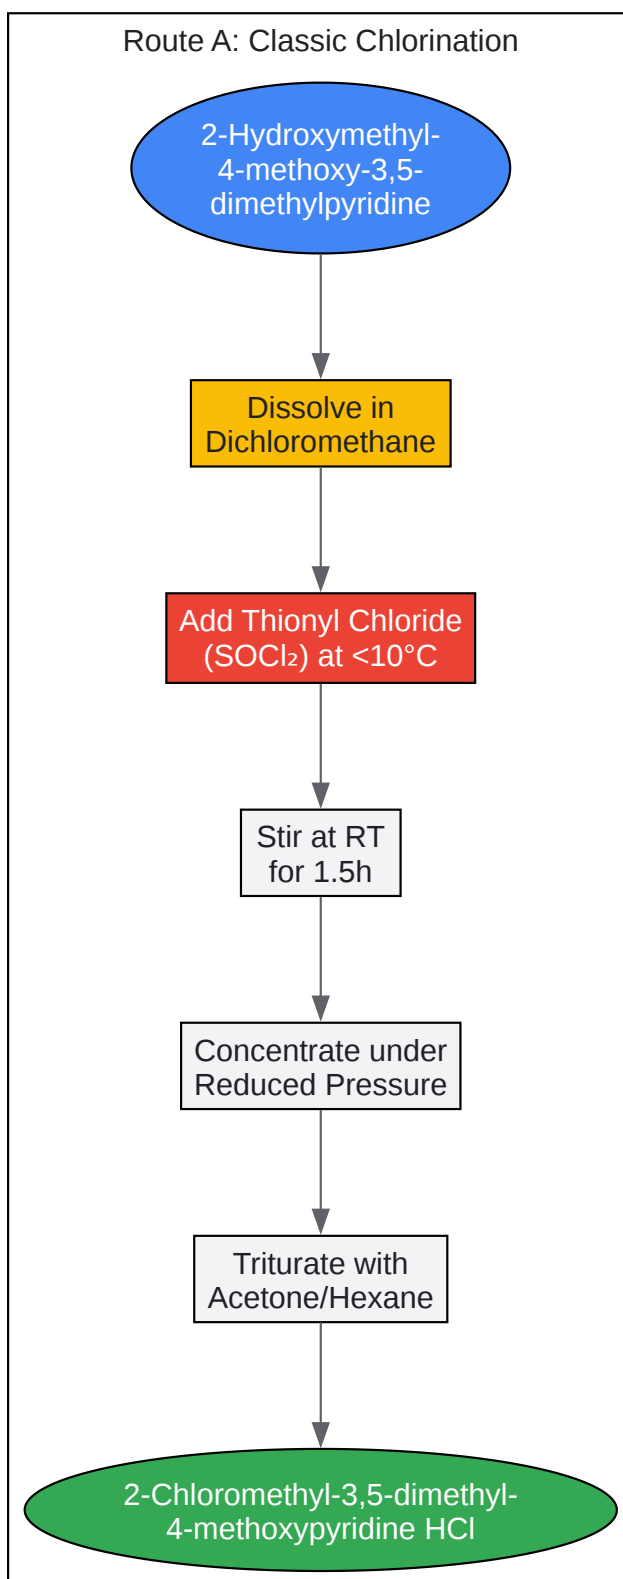 Route A: Classic Chlorination
2-Hydroxymethyl-
4-methoxy-3,5-
dimethylpyridine
Dissolve in
Dichloromethane
Add Thionyl Chloride
(SOCl₂) at <10°C
Stir at RT
for 1.5h
Concentrate under
Reduced Pressure
Triturate with
Acetone/Hexane
2-Chloromethyl-3,5-dimethyl-
4-methoxypyridine HCl